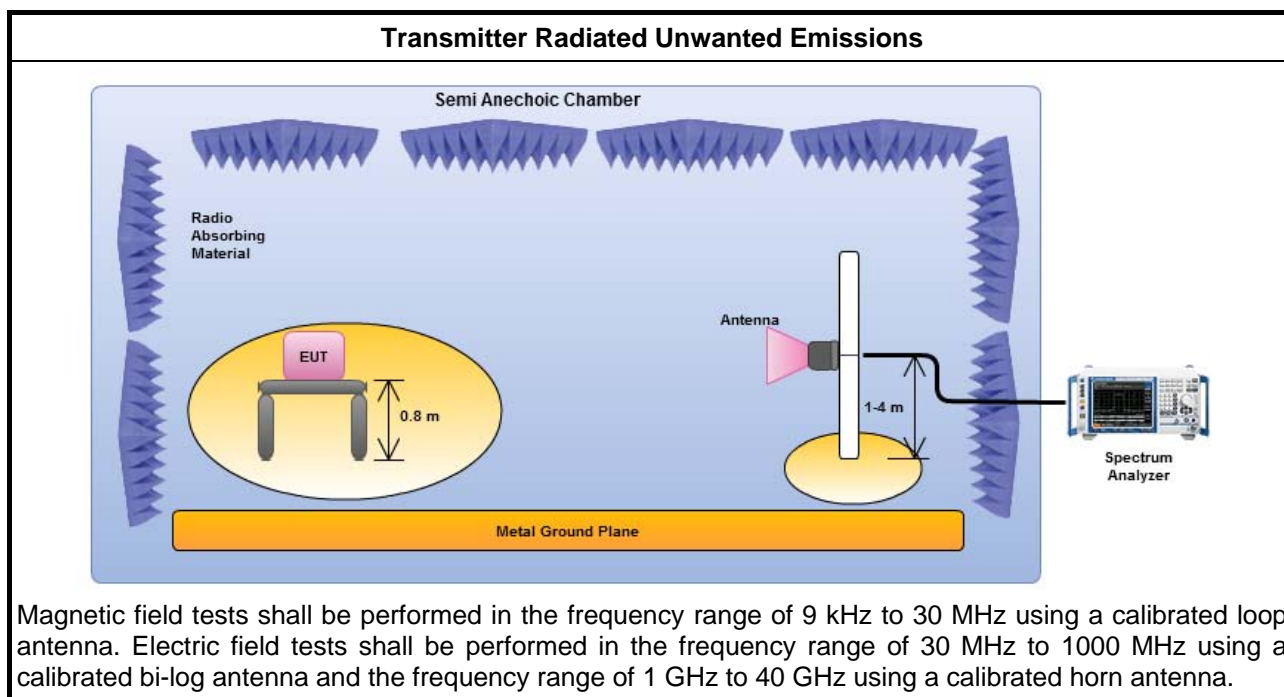 Transmitter Radiated Unwanted Emissions
Semi Anechoic Chamber
Radio
Absorbing
Material
Antenna
EUT
0.8 m
1-4 m
Spectrum
Analyzer
Metal Ground Plane
Magnetic field tests shall be performed in the frequency range of 9 kHz to 30 MHz using a calibrated loop
antenna. Electric field tests shall be performed in the frequency range of 30 MHz to 1000 MHz using a
calibrated bi-log antenna and the frequency range of 1 GHz to 40 GHz using a calibrated horn antenna.